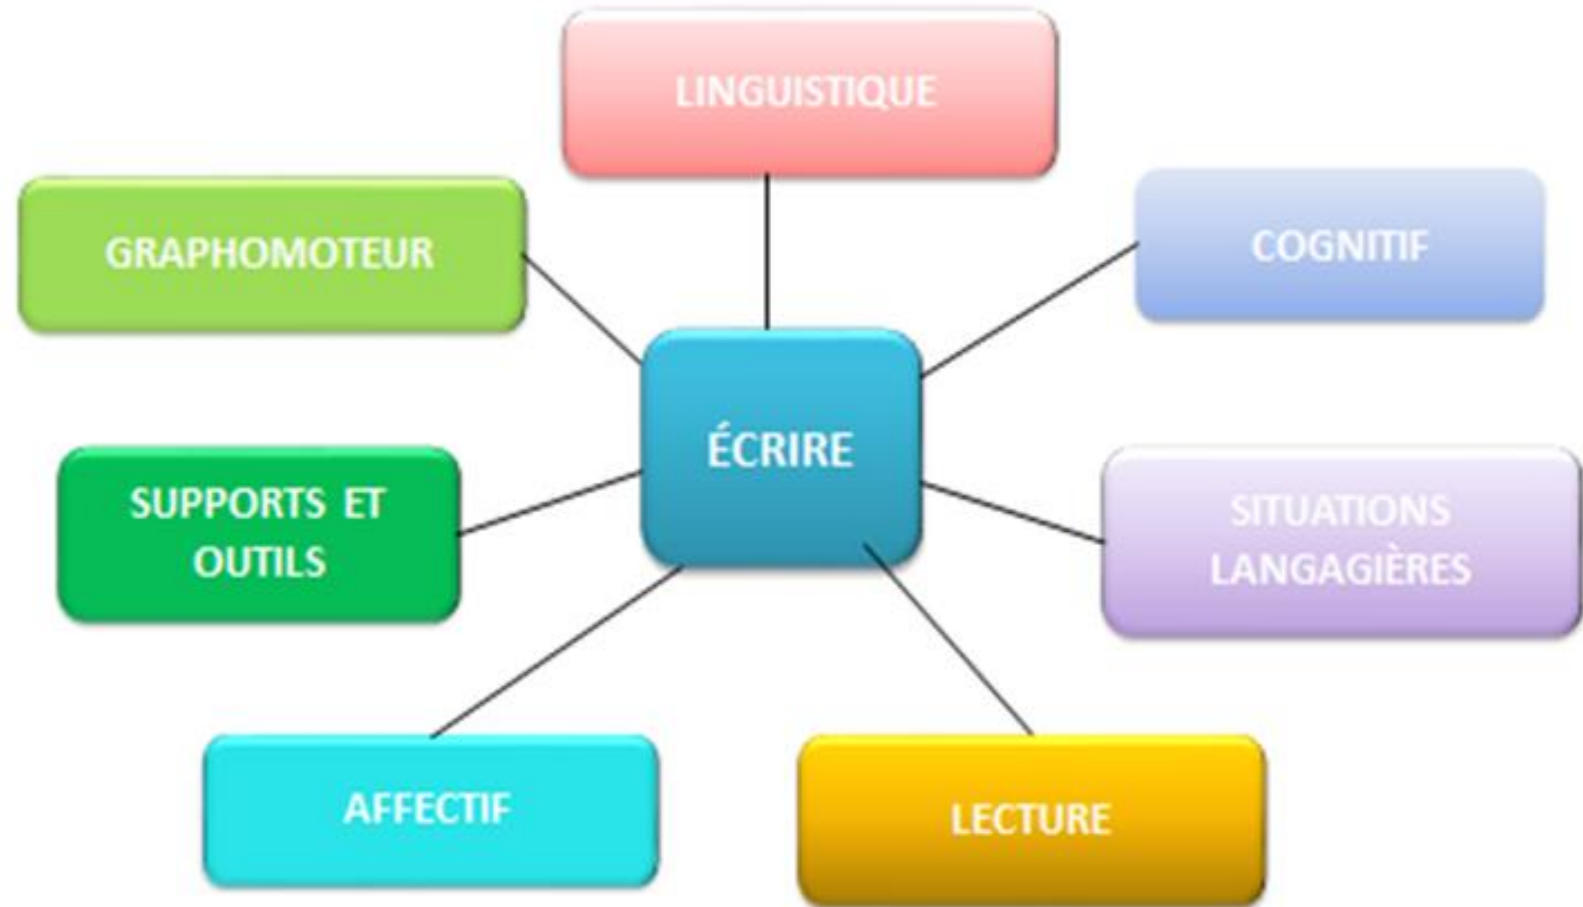 LINGUISTIQUE
GRAPHOMOTEUR
COGNITIF
ÉCRIRE
SUPPORTS ET
OUTILS
SITUATIONS
LANGAGIÈRES
AFFECTIF
LECTURE